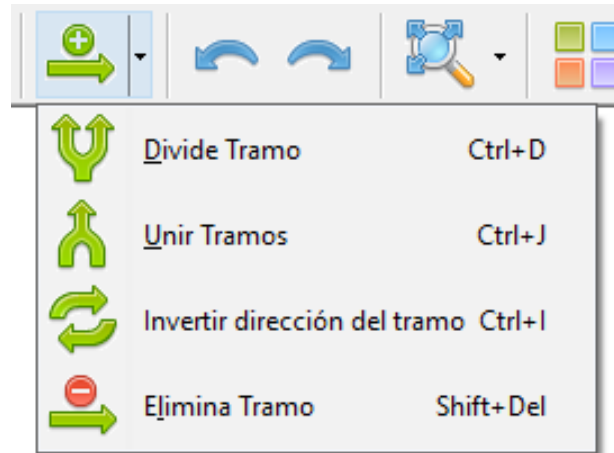 Divide Tramo Ctrl+D
Unir Tramos Ctrl+J
Invertir dirección del tramo Ctrl+I
Elimina Tramo Shift+Del